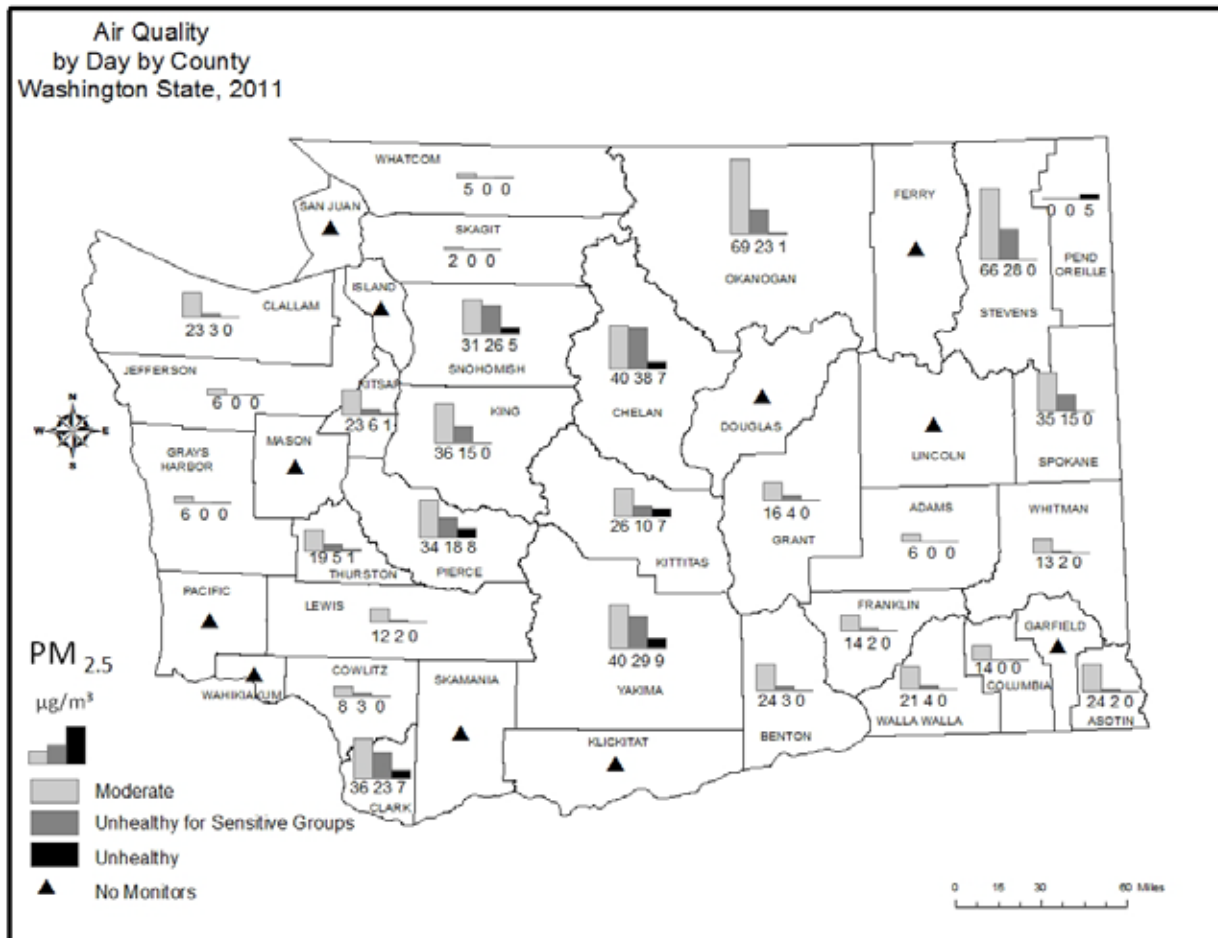 Air Quality
by Day by County
Washington State, 2011
WHATCOM
5 0 0
SAN JUAN
SKAGIT
2 0 0
ISLAND
CLALLAM
23 3 0
SNOHOMISH
31 26 5
OKANOGAN
69 23 1
FERRY
STEVENS
66 28 0
0 0 5
PEND
OREILLE
JEFFERSON
6 0 0
KITSAP
23 6 1
KING
36 15 0
CHELAN
40 38 7
DOUGLAS
LINCOLN
35 15 0
SPOKANE
N
W E
S
GRAYS
HARBOR
6 0 0
MASON
19 5 1
THURSTON
34 18 8
PIERCE
26 10 7
KITTITAS
16 4 0
GRANT
ADAMS
6 0 0
WHITMAN
13 2 0
PACIFIC
LEWIS
12 2 0
WAHIKIAKUM
COWLITZ
8 3 0
SKAMANIA
40 29 9
YAKIMA
24 3 0
BENTON
FRANKLIN
14 2 0
21 4 0
WALLA WALLA
14 0 0
COLUMBIA
GARFIELD
24 2 0
ASOTIN
36 23 7
CLARK
KLICKITAT
PM 2.5
µg/m³
Moderate
Unhealthy for Sensitive Groups
Unhealthy
No Monitors
0 15 30 60 Miles